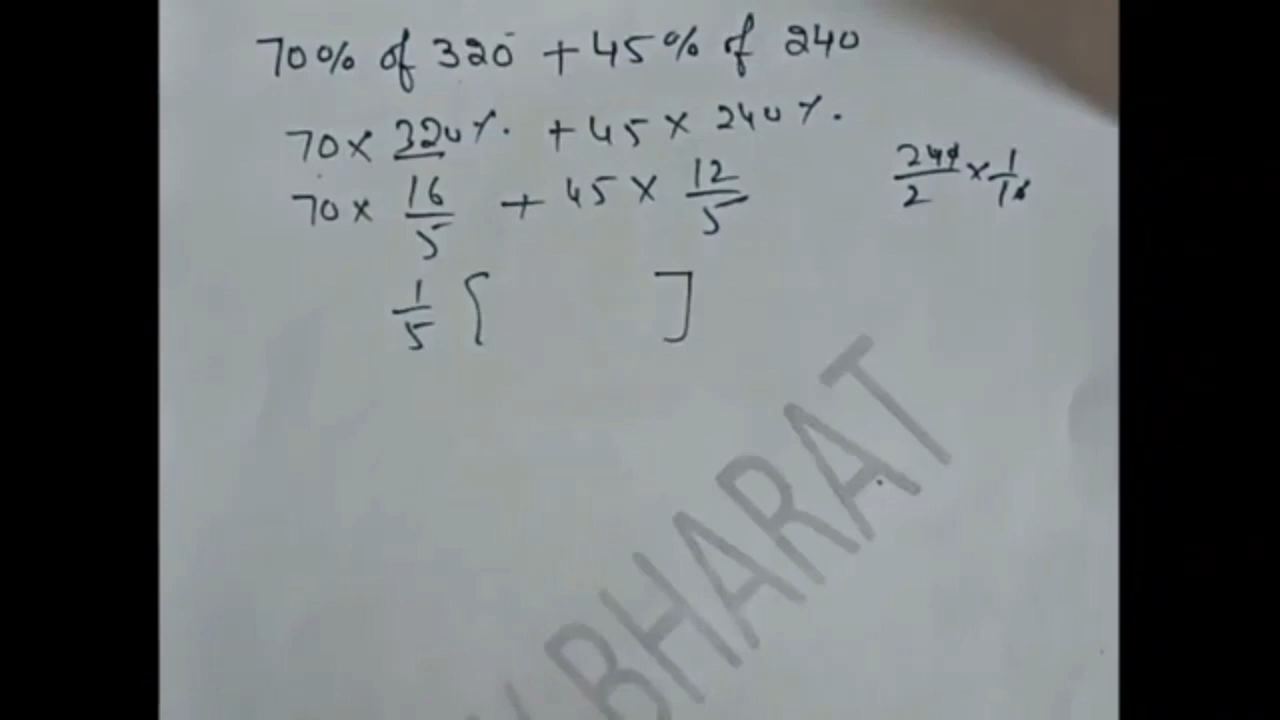 70% of 320 + 45% of 240
70 × 320%. + 45 × 240%.
70 × 16/5 + 45 × 12/5
240/2 × 1/10
1/5 [ ]
BHARAT